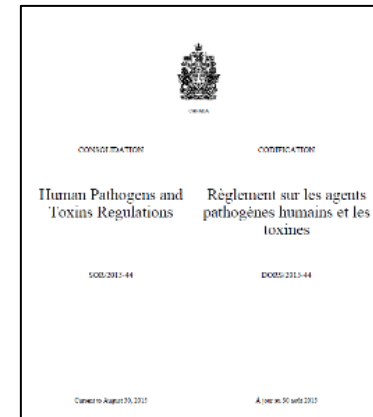 CANADA
CONSOLIDATION
Human Pathogens and
Toxins Regulations
SOR/2015-44
Current to August 30, 2015
CODIFICATION
Règlement sur les agents
pathogènes humains et les
toxines
DORS/2015-44
À jour au 30 août 2015